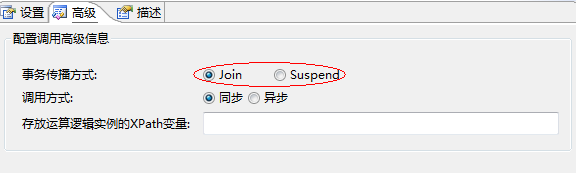 设置 高级 描述
配置调用高级信息
事务传播方式: Join Suspend
调用方式: 同步 异步
存放运算逻辑实例的XPath变量: